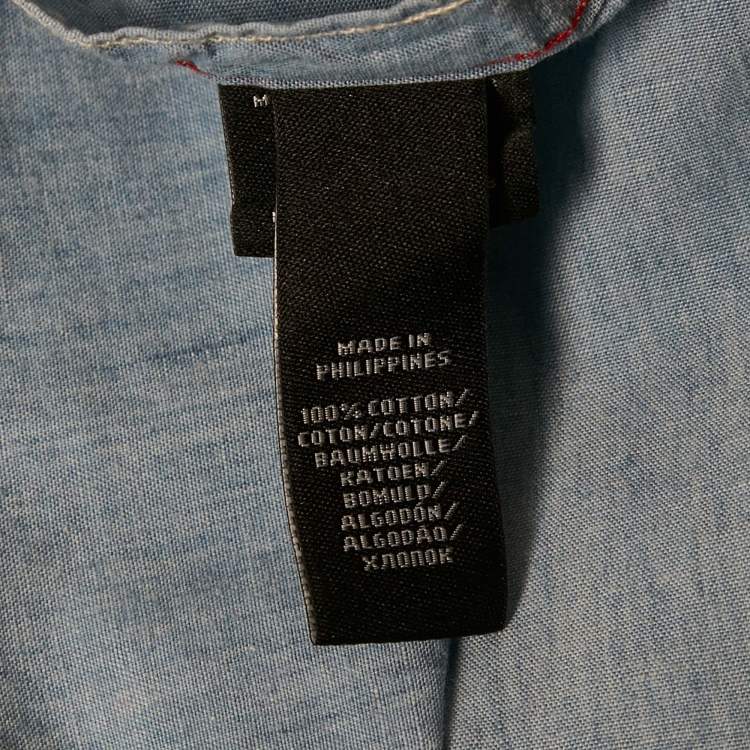 M
MADE IN
PHILIPPINES
100% COTTON/
COTON/COTONE/
BAUMWOLLE/
KATOEN/
BOMULD/
ALGODÓN/
ALGODÃO/
ХЛОПОК